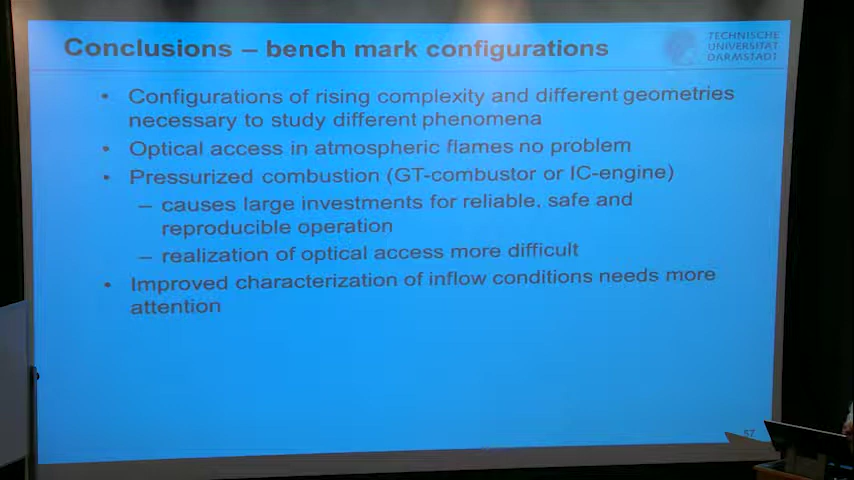 Conclusions – bench mark configurations
TECHNISCHE
UNIVERSITÄT
DARMSTADT
• Configurations of rising complexity and different geometries
necessary to study different phenomena
• Optical access in atmospheric flames no problem
• Pressurized combustion (GT-combustor or IC-engine)
– causes large investments for reliable, safe and
reproducible operation
– realization of optical access more difficult
• Improved characterization of inflow conditions needs more
attention
57